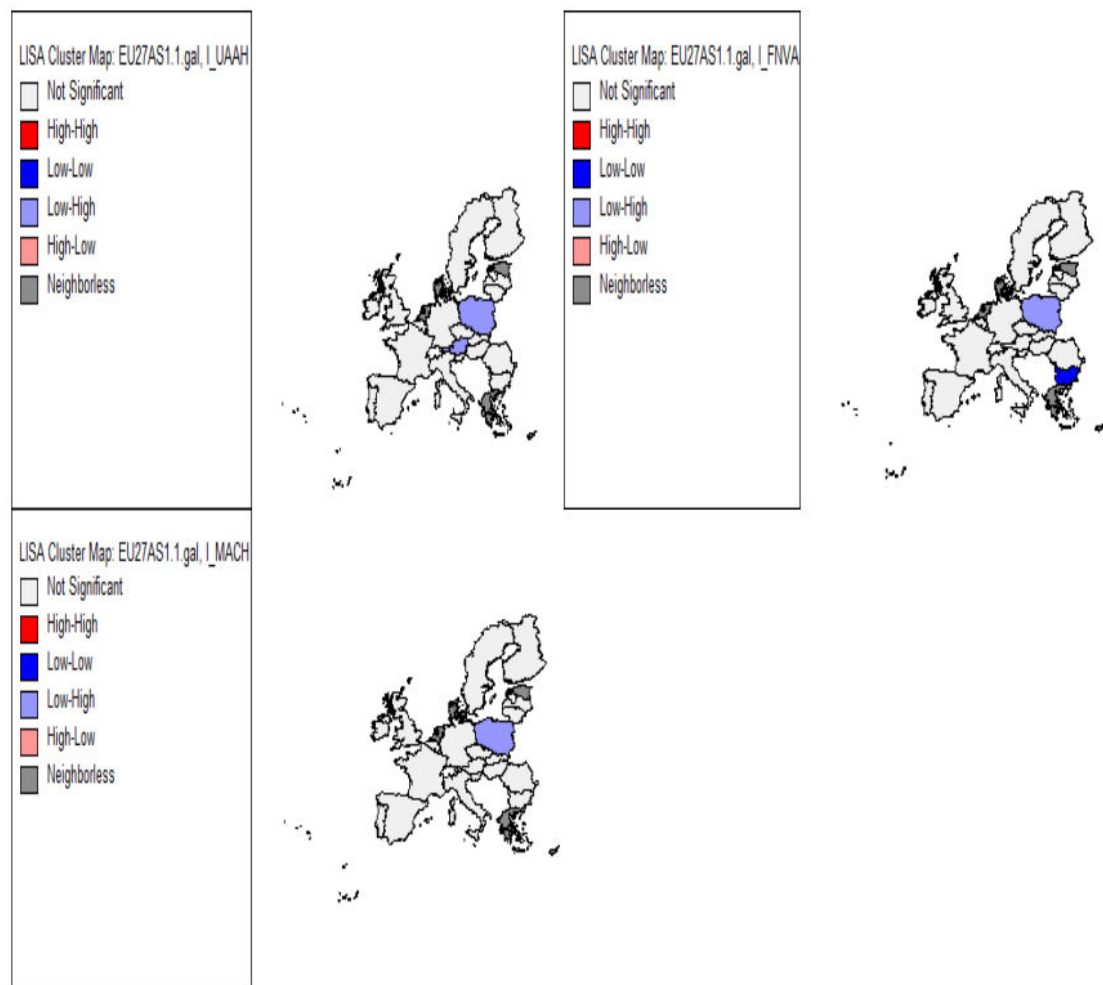 LISA Cluster Map: EU27AS1.1.gal, I_UAAH
Not Significant
High-High
Low-Low
Low-High
High-Low
Neighborless
LISA Cluster Map: EU27AS1.1.gal, I_FNVA
Not Significant
High-High
Low-Low
Low-High
High-Low
Neighborless
LISA Cluster Map: EU27AS1.1.gal, I_MACH
Not Significant
High-High
Low-Low
Low-High
High-Low
Neighborless